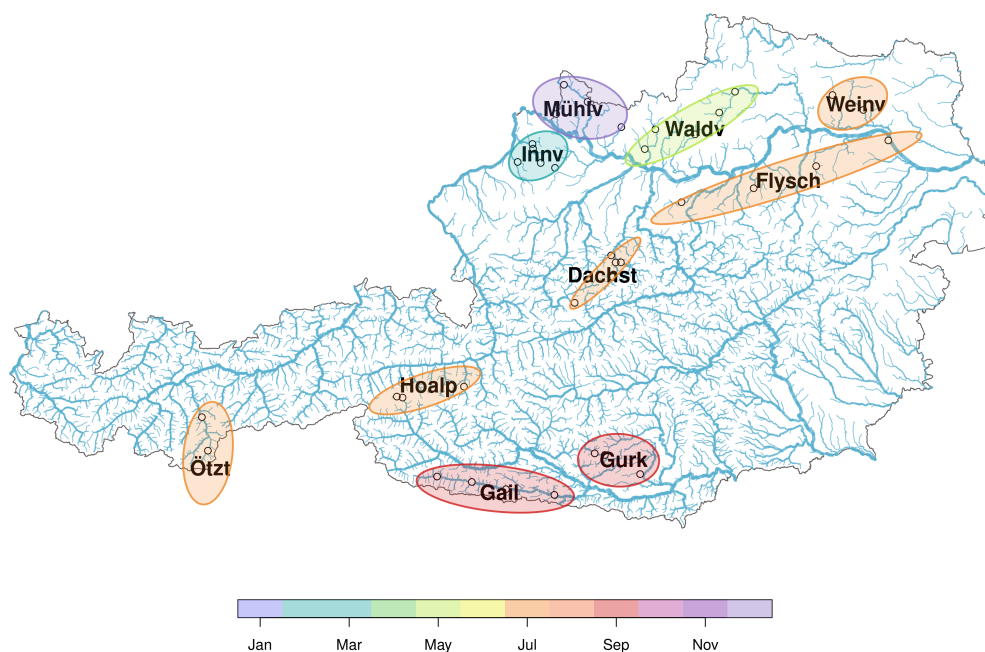 Mühlv
Weinv
Waldv
Innv
Flysch
Dachst
Hoalp
Ötzt
Gurk
Gail
Jan Mar May Jul Sep Nov